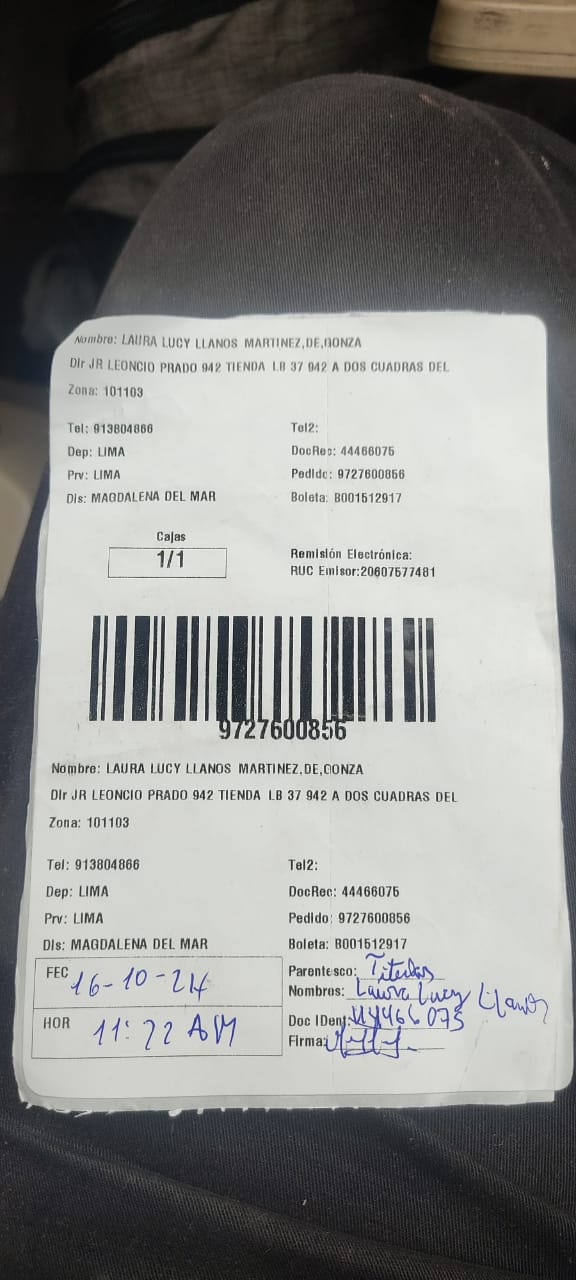 Nombre: LAURA LUCY LLANOS MARTINEZ,DE,GONZA
Dir JR LEONCIO PRADO 942 TIENDA LB 37 942 A DOS CUADRAS DEL
Zona: 101103
Tel: 913804866 Tel2:
Dep: LIMA DocRec: 44466075
Prv: LIMA Pedido: 9727600856
Dis: MAGDALENA DEL MAR Boleta: B001512917
Cajas
1/1
Remisión Electrónica:
RUC Emisor:20607577481
9727600856
Nombre: LAURA LUCY LLANOS MARTINEZ,DE,GONZA
Dir JR LEONCIO PRADO 942 TIENDA LB 37 942 A DOS CUADRAS DEL
Zona: 101103
Tel: 913804866 Tel2:
Dep: LIMA DocRec: 44466075
Prv: LIMA Pedido: 9727600856
Dis: MAGDALENA DEL MAR Boleta: B001512917
FEC 16-10-24 Parentesco: Titular
Nombres: Laura Lucy Llanos
HOR 11:22 AM Doc IDent: 44466075
Firma: